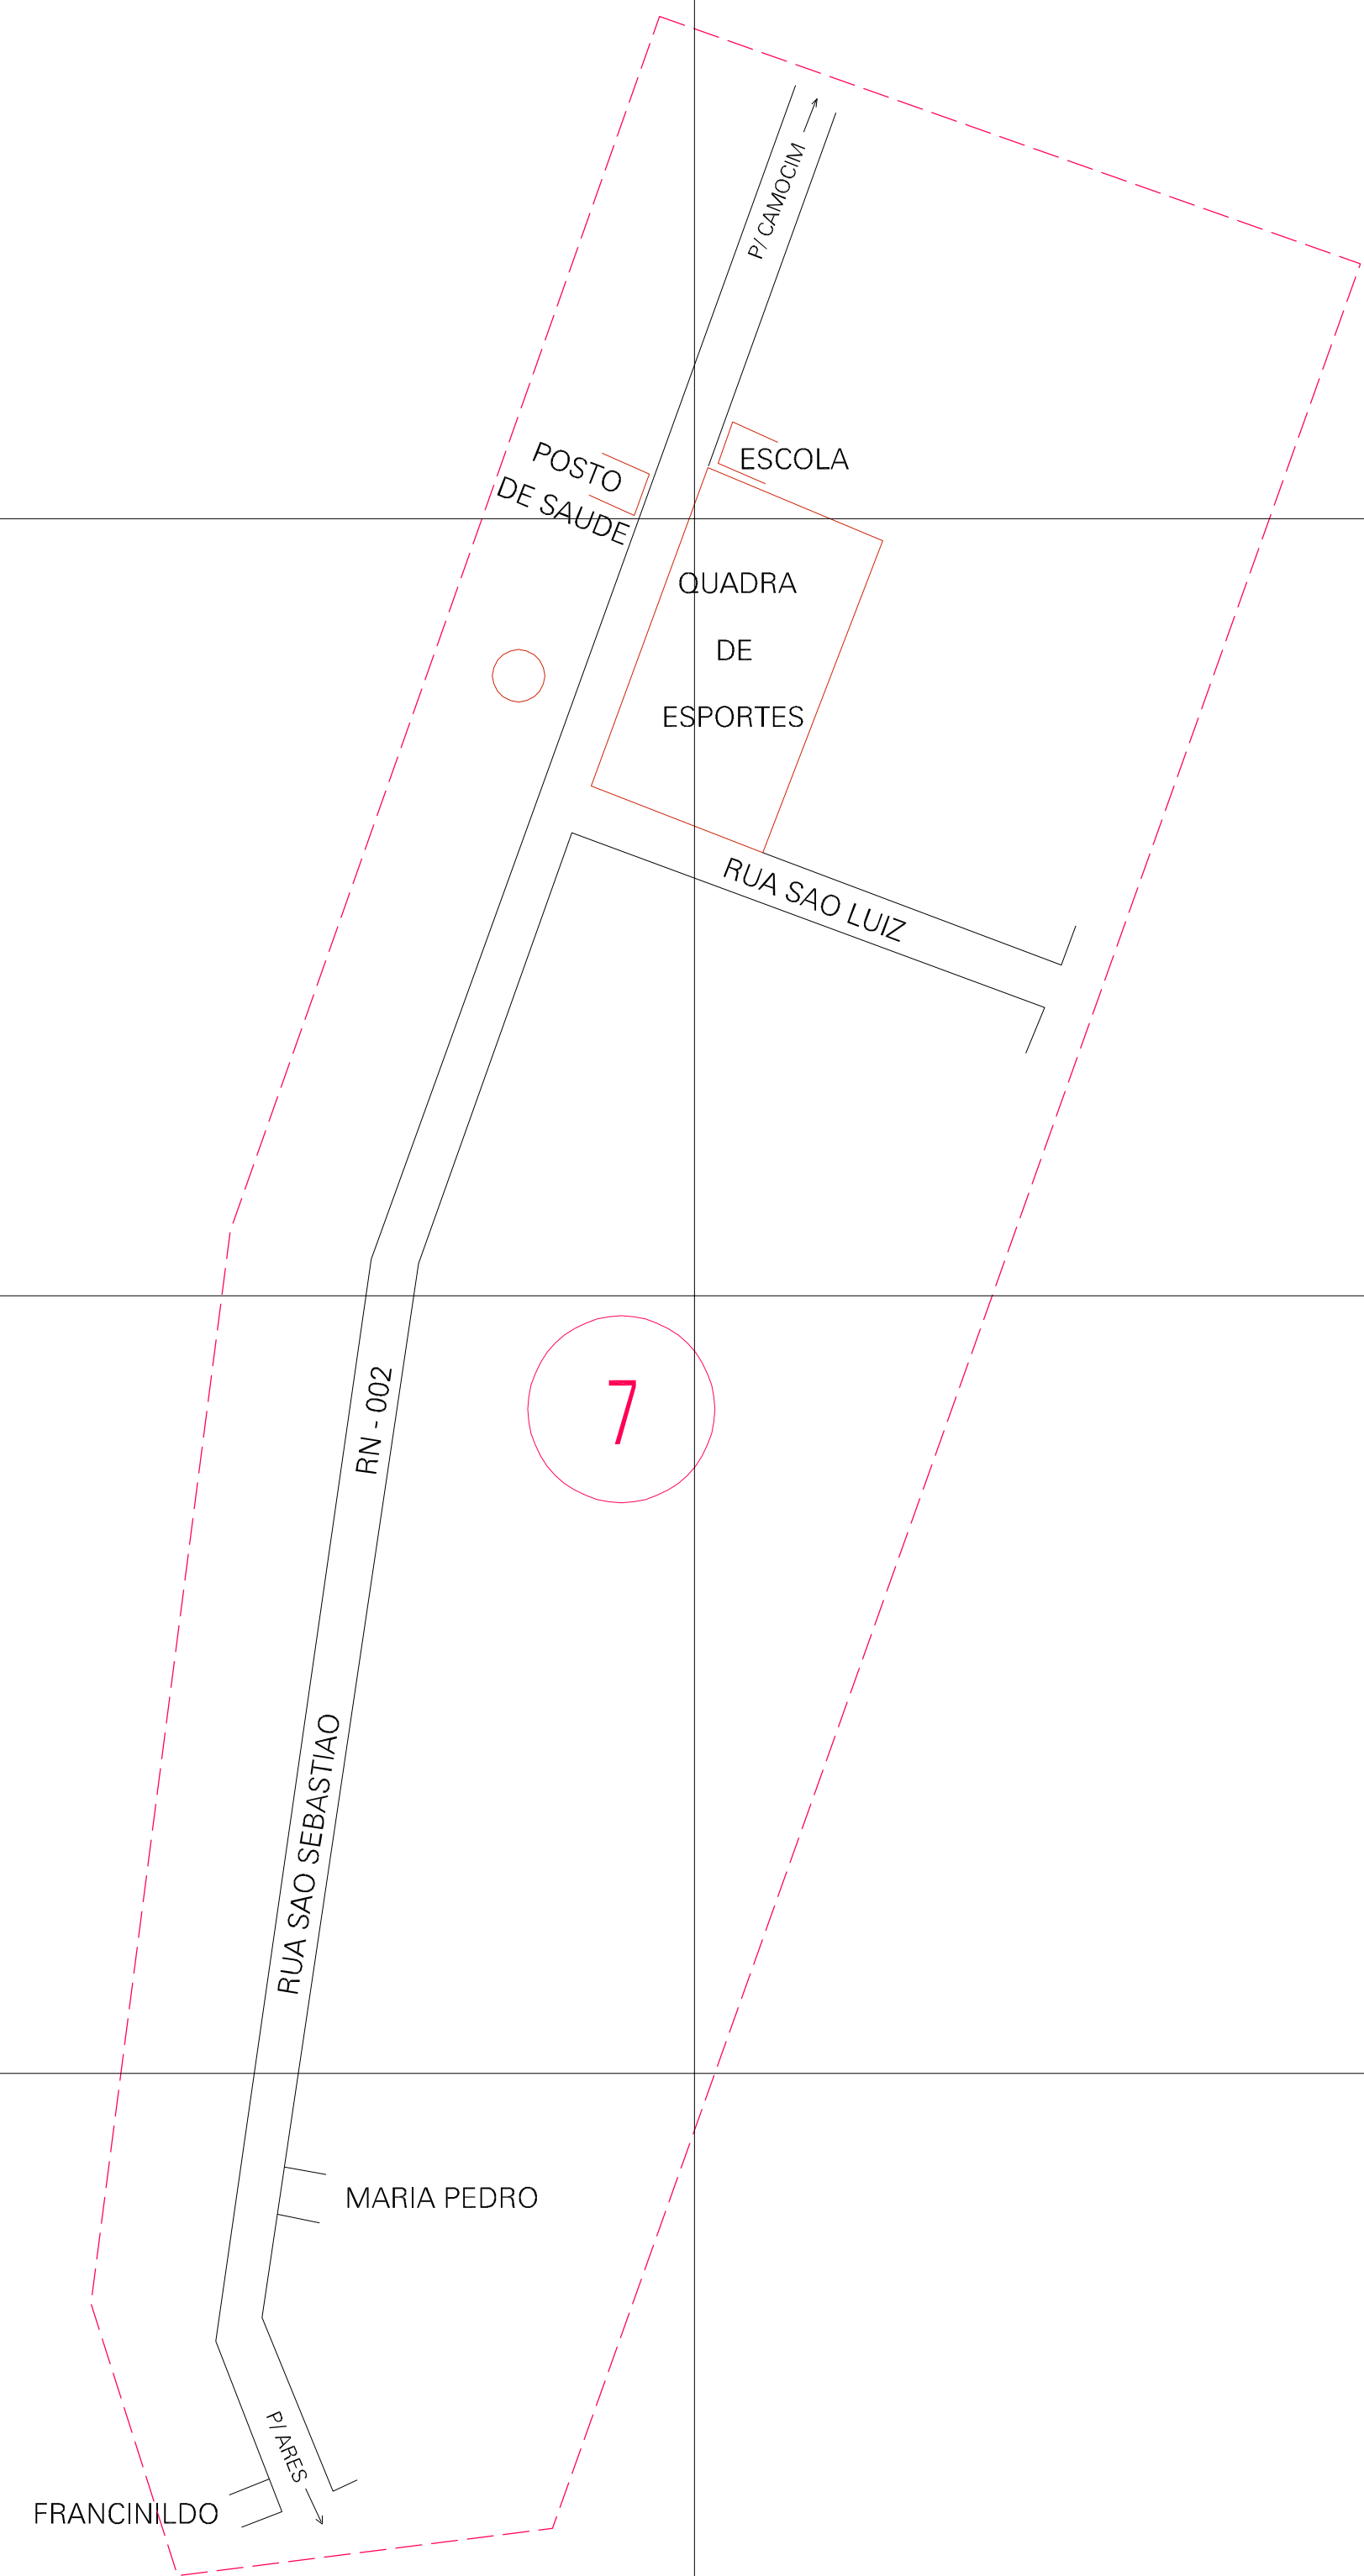 P/ CAMOCIM
ESCOLA
POSTO
DE SAUDE
QUADRA
DE
ESPORTES
RUA SAO LUIZ
RN - 002
7
RUA SAO SEBASTIAO
MARIA PEDRO
P/ ARES
FRANCINILDO